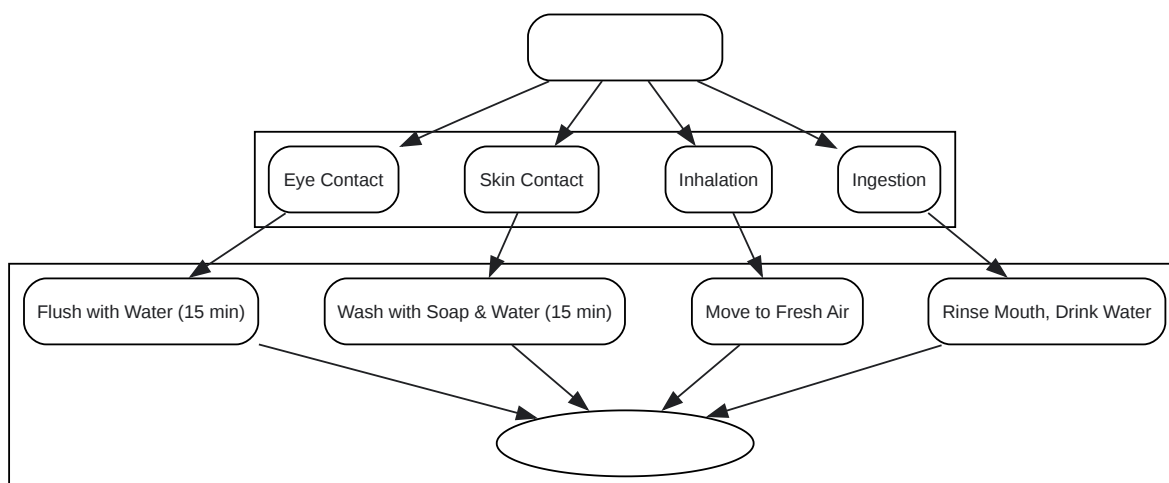 Eye Contact
Skin Contact
Inhalation
Ingestion
Flush with Water (15 min)
Wash with Soap & Water (15 min)
Move to Fresh Air
Rinse Mouth, Drink Water